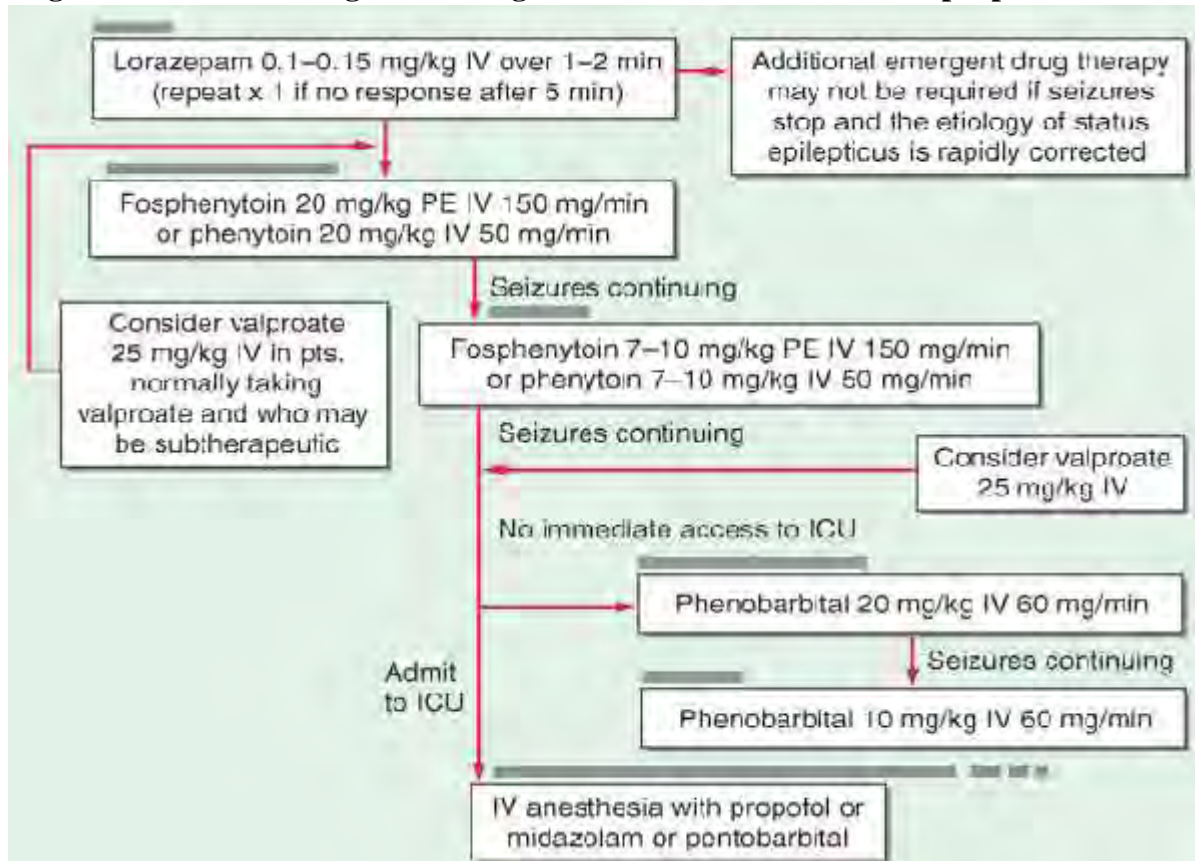 Lorazepam 0.1–0.15 mg/kg IV over 1–2 min
(repeat x 1 if no response after 5 min)
Additional emergent drug therapy
may not be required if seizures
stop and the etiology of status
epilepticus is rapidly corrected
Fosphenytoin 20 mg/kg PE IV 150 mg/min
or phenytoin 20 mg/kg IV 50 mg/min
Seizures continuing
Consider valproate
25 mg/kg IV in pts.
normally taking
valproate and who may
be subtherapeutic
Fosphenytoin 7–10 mg/kg PE IV 150 mg/min
or phenytoin 7–10 mg/kg IV 50 mg/min
Seizures continuing
Consider valproate
25 mg/kg IV
No immediate access to ICU
Phenobarbital 20 mg/kg IV 60 mg/min
Seizures continuing
Admit
to ICU
Phenobarbital 10 mg/kg IV 60 mg/min
IV anesthesia with propofol or
midazolam or pentobarbital